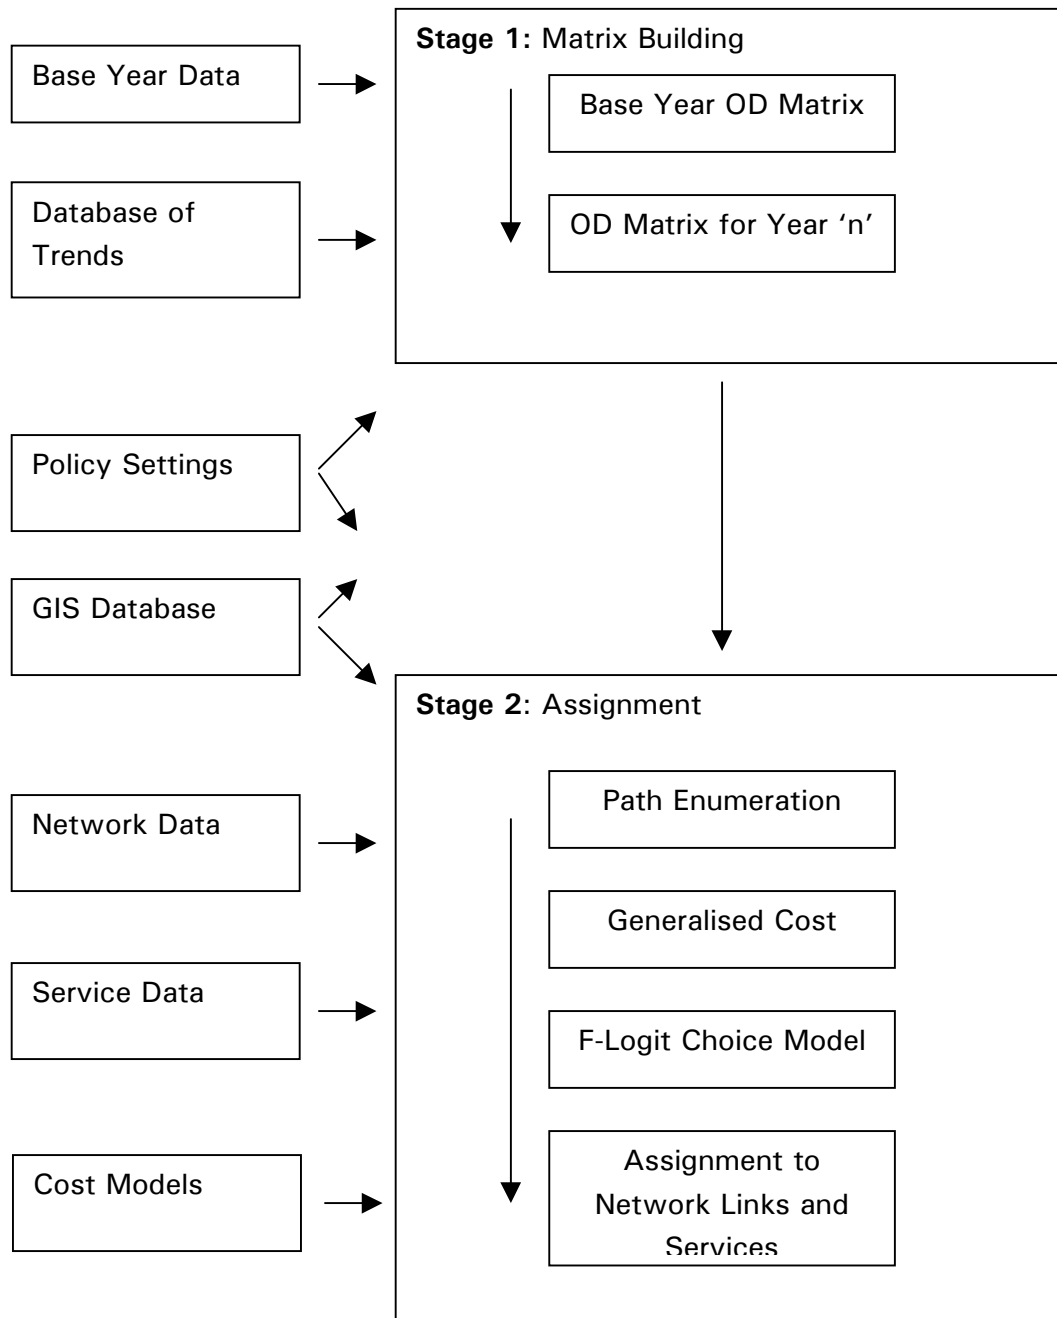 Stage 1: Matrix Building
Base Year Data
Base Year OD Matrix
Database of
Trends
OD Matrix for Year ‘n’
Policy Settings
GIS Database
Stage 2: Assignment
Path Enumeration
Network Data
Generalised Cost
Service Data
F-Logit Choice Model
Cost Models
Assignment to
Network Links and
Services